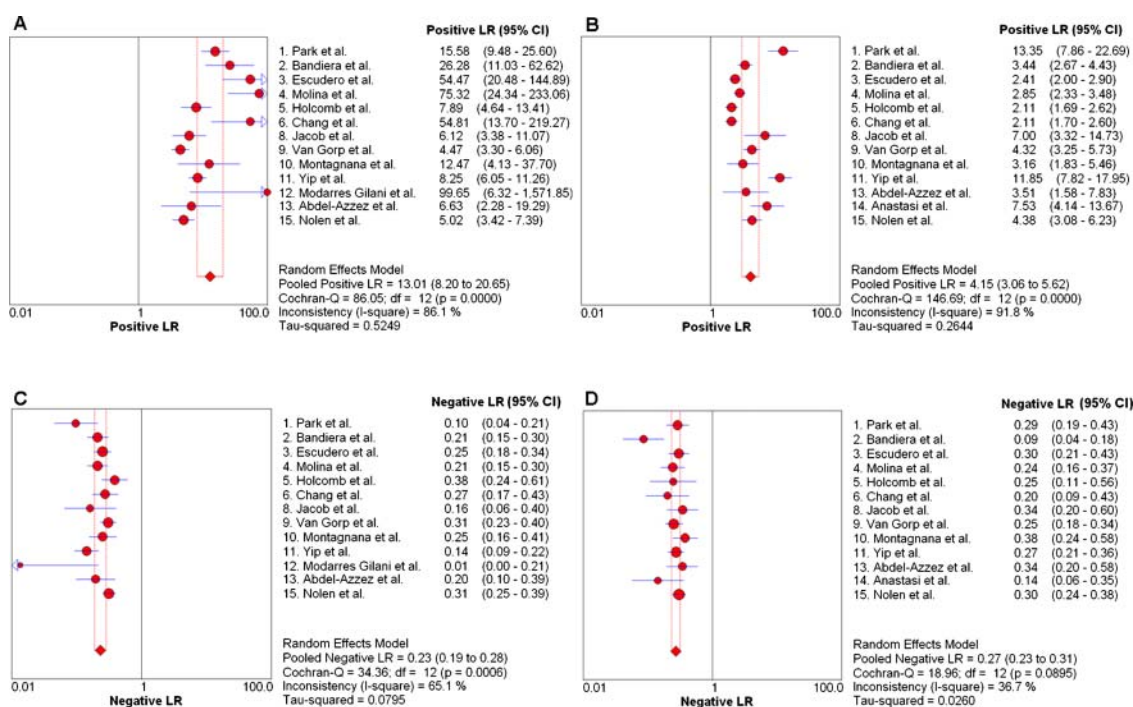 A
Positive LR (95% CI)
1. Park et al. 15.58 (9.48 - 25.60)
2. Bandiera et al. 26.28 (11.03 - 62.62)
3. Escudero et al. 54.47 (20.48 - 144.89)
4. Molina et al. 75.32 (24.34 - 233.06)
5. Holcomb et al. 7.89 (4.64 - 13.41)
6. Chang et al. 54.81 (13.70 - 219.27)
8. Jacob et al. 6.12 (3.38 - 11.07)
9. Van Gorp et al. 4.47 (3.30 - 6.06)
10. Montagnana et al. 12.47 (4.13 - 37.70)
11. Yip et al. 8.25 (6.05 - 11.26)
12. Modarres Gilani et al. 99.65 (6.32 - 1,571.85)
13. Abdel-Azzez et al. 6.63 (2.28 - 19.29)
15. Nolen et al. 5.02 (3.42 - 7.39)
Random Effects Model
Pooled Positive LR = 13.01 (8.20 to 20.65)
Cochran-Q = 86.05; df = 12 (p = 0.0000)
Inconsistency (I-square) = 86.1 %
Tau-squared = 0.5249
0.01 1 100.0
Positive LR
B
Positive LR (95% CI)
1. Park et al. 13.35 (7.86 - 22.69)
2. Bandiera et al. 3.44 (2.67 - 4.43)
3. Escudero et al. 2.41 (2.00 - 2.90)
4. Molina et al. 2.85 (2.33 - 3.48)
5. Holcomb et al. 2.11 (1.69 - 2.62)
6. Chang et al. 2.11 (1.70 - 2.60)
8. Jacob et al. 7.00 (3.32 - 14.73)
9. Van Gorp et al. 4.32 (3.25 - 5.73)
10. Montagnana et al. 3.16 (1.83 - 5.46)
11. Yip et al. 11.85 (7.82 - 17.95)
13. Abdel-Azzez et al. 3.51 (1.58 - 7.83)
14. Anastasi et al. 7.53 (4.14 - 13.67)
15. Nolen et al. 4.38 (3.08 - 6.23)
Random Effects Model
Pooled Positive LR = 4.15 (3.06 to 5.62)
Cochran-Q = 146.69; df = 12 (p = 0.0000)
Inconsistency (I-square) = 91.8 %
Tau-squared = 0.2644
0.01 1 100.0
Positive LR
C
Negative LR (95% CI)
1. Park et al. 0.10 (0.04 - 0.21)
2. Bandiera et al. 0.21 (0.15 - 0.30)
3. Escudero et al. 0.25 (0.18 - 0.34)
4. Molina et al. 0.21 (0.15 - 0.30)
5. Holcomb et al. 0.38 (0.24 - 0.61)
6. Chang et al. 0.27 (0.17 - 0.43)
8. Jacob et al. 0.16 (0.06 - 0.40)
9. Van Gorp et al. 0.31 (0.23 - 0.40)
10. Montagnana et al. 0.25 (0.16 - 0.41)
11. Yip et al. 0.14 (0.09 - 0.22)
12. Modarres Gilani et al. 0.01 (0.00 - 0.21)
13. Abdel-Azzez et al. 0.20 (0.10 - 0.39)
15. Nolen et al. 0.31 (0.25 - 0.39)
Random Effects Model
Pooled Negative LR = 0.23 (0.19 to 0.28)
Cochran-Q = 34.36; df = 12 (p = 0.0006)
Inconsistency (I-square) = 65.1 %
Tau-squared = 0.0795
0.01 1 100.0
Negative LR
D
Negative LR (95% CI)
1. Park et al. 0.29 (0.19 - 0.43)
2. Bandiera et al. 0.09 (0.04 - 0.18)
3. Escudero et al. 0.30 (0.21 - 0.43)
4. Molina et al. 0.24 (0.16 - 0.37)
5. Holcomb et al. 0.25 (0.11 - 0.56)
6. Chang et al. 0.20 (0.09 - 0.43)
8. Jacob et al. 0.34 (0.20 - 0.60)
9. Van Gorp et al. 0.25 (0.18 - 0.34)
10. Montagnana et al. 0.38 (0.24 - 0.58)
11. Yip et al. 0.27 (0.21 - 0.36)
13. Abdel-Azzez et al. 0.34 (0.20 - 0.58)
14. Anastasi et al. 0.14 (0.06 - 0.35)
15. Nolen et al. 0.30 (0.24 - 0.38)
Random Effects Model
Pooled Negative LR = 0.27 (0.23 to 0.31)
Cochran-Q = 18.96; df = 12 (p = 0.0895)
Inconsistency (I-square) = 36.7 %
Tau-squared = 0.0260
0.01 1 100.0
Negative LR